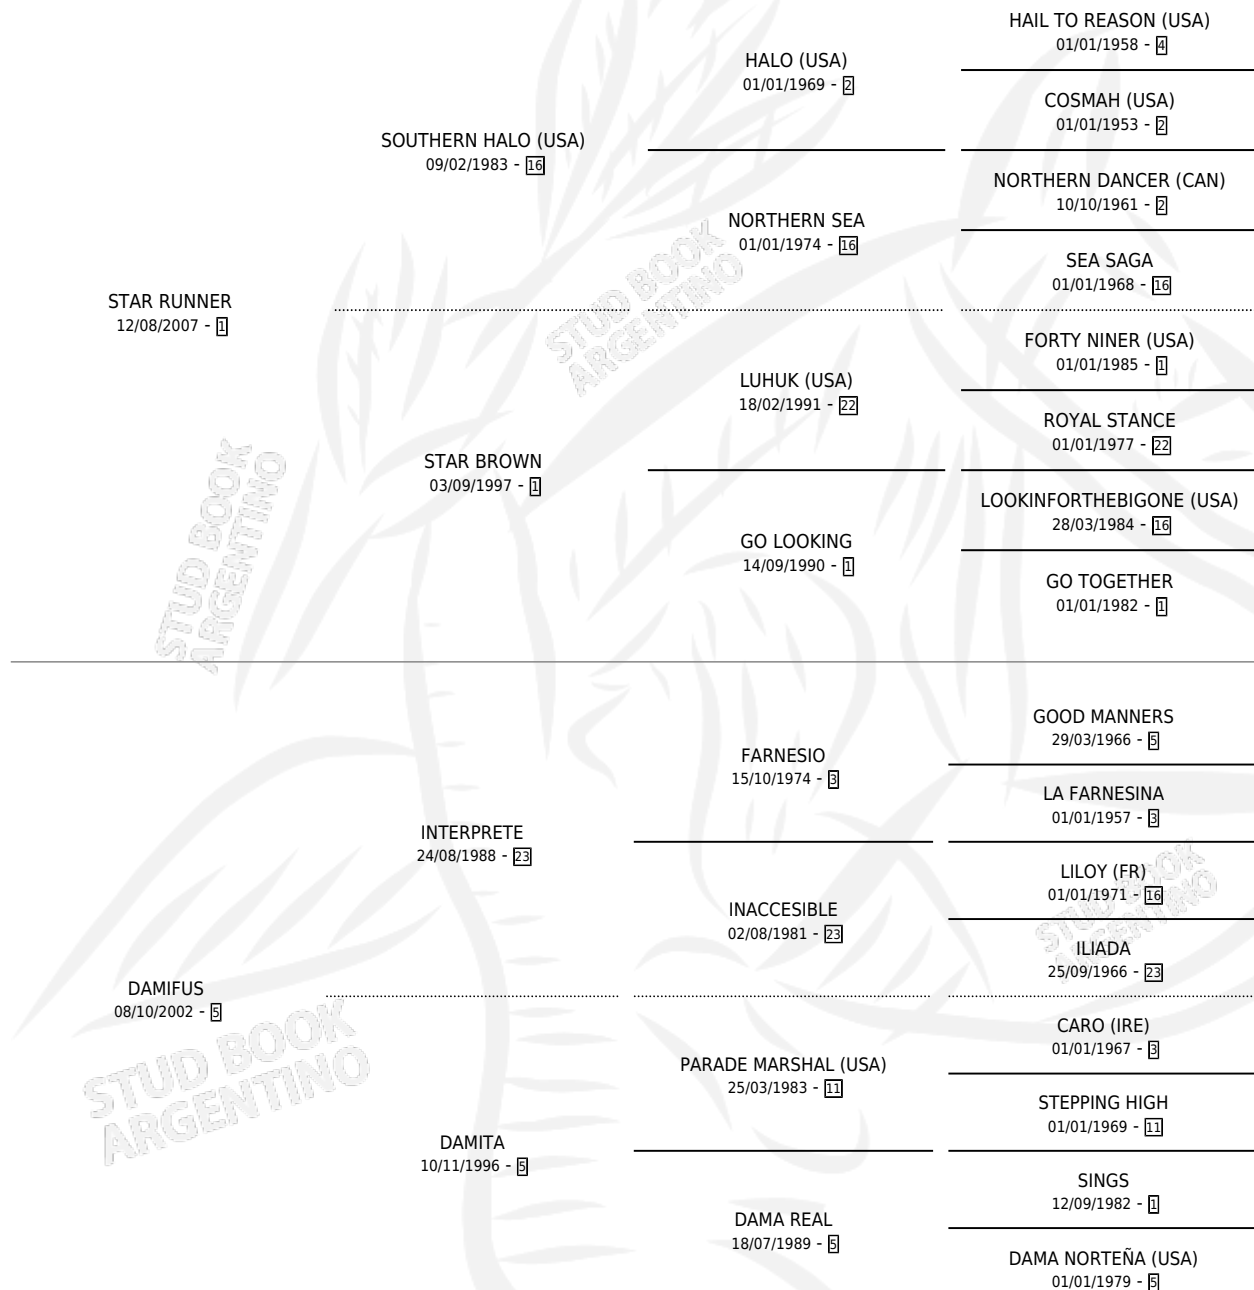 HAIL TO REASON (USA)
01/01/1958 - 4
HALO (USA)
01/01/1969 - 2
COSMAH (USA)
01/01/1953 - 2
SOUTHERN HALO (USA)
09/02/1983 - 16
NORTHERN DANCER (CAN)
10/10/1961 - 2
NORTHERN SEA
01/01/1974 - 16
SEA SAGA
01/01/1968 - 16
STAR RUNNER
12/08/2007 - 1
FORTY NINER (USA)
01/01/1985 - 1
LUHUK (USA)
18/02/1991 - 22
ROYAL STANCE
01/01/1977 - 22
STAR BROWN
03/09/1997 - 1
LOOKINFORTHEBIGONE (USA)
28/03/1984 - 16
GO LOOKING
14/09/1990 - 1
GO TOGETHER
01/01/1982 - 1
GOOD MANNERS
29/03/1966 - 5
FARNESIO
15/10/1974 - 3
LA FARNESINA
01/01/1957 - 3
INTERPRETE
24/08/1988 - 23
LILOY (FR)
01/01/1971 - 16
INACCESIBLE
02/08/1981 - 23
ILIADA
25/09/1966 - 23
DAMIFUS
08/10/2002 - 5
CARO (IRE)
01/01/1967 - 3
PARADE MARSHAL (USA)
25/03/1983 - 11
STEPPING HIGH
01/01/1969 - 11
DAMITA
10/11/1996 - 5
SINGS
12/09/1982 - 1
DAMA REAL
18/07/1989 - 5
DAMA NORTEÑA (USA)
01/01/1979 - 5
STUD BOOK
ARGENTINO
STUD BOOK
ARGENTINO
STUD BOOK
ARGENTINO
STUD BOOK
ARGENTINO